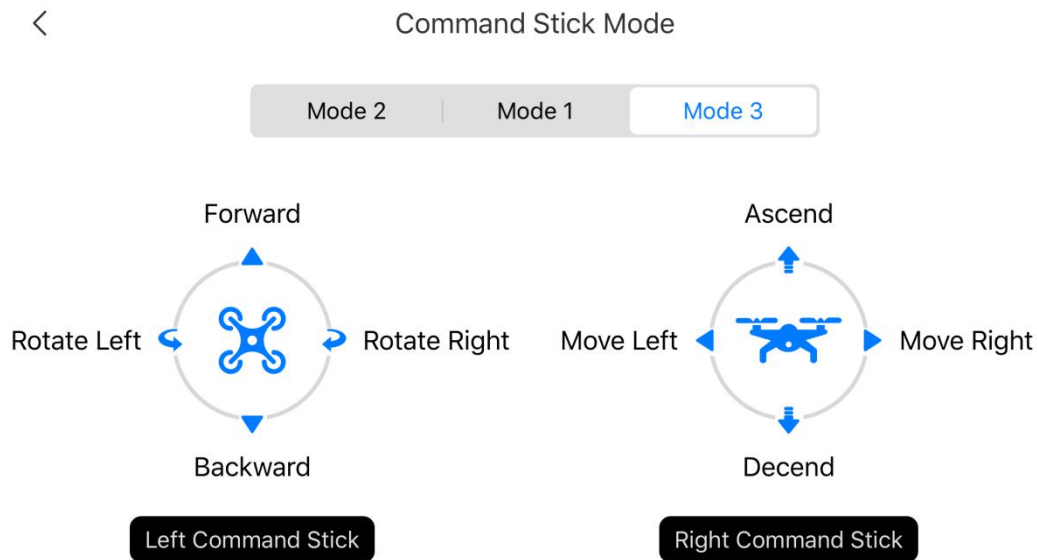 Command Stick Mode
Mode 2 Mode 1 Mode 3
Forward Ascend
Rotate Left Rotate Right Move Left Move Right
Backward Decend
Left Command Stick Right Command Stick